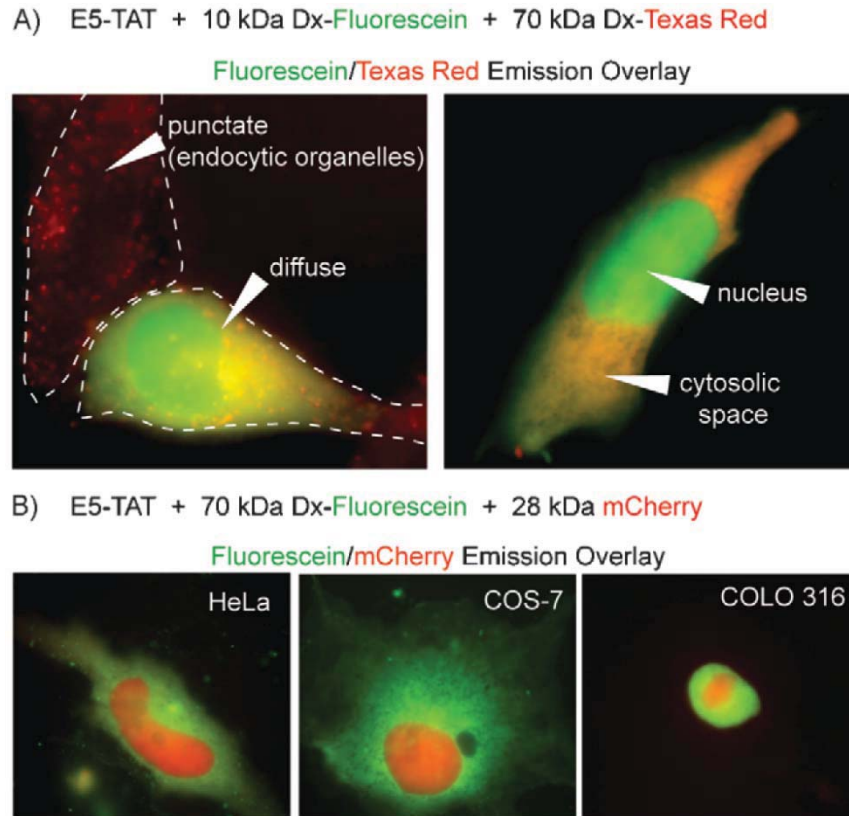 A) E5-TAT + 10 kDa Dx-Fluorescein + 70 kDa Dx-Texas Red
Fluorescein/Texas Red Emission Overlay
punctate
(endocytic organelles)
diffuse
nucleus
cytosolic
space
B) E5-TAT + 70 kDa Dx-Fluorescein + 28 kDa mCherry
Fluorescein/mCherry Emission Overlay
HeLa
COS-7
COLO 316